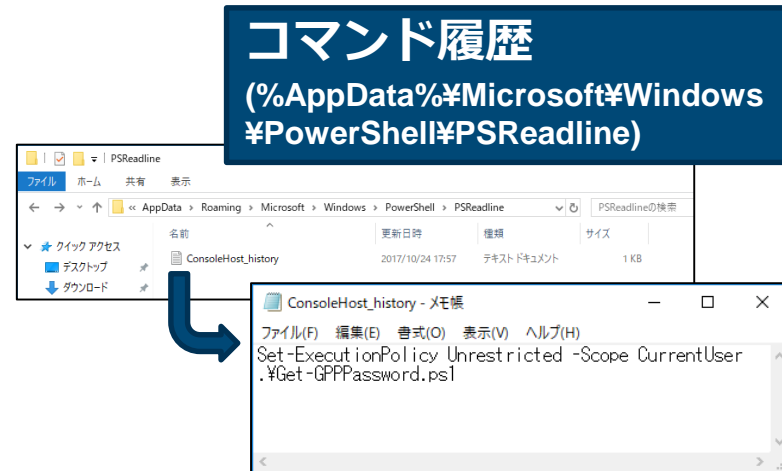 コマンド履歴
(%AppData%¥Microsoft¥Windows
¥PowerShell¥PSReadline)
PSReadline
ファイル ホーム 共有 表示
« AppData › Roaming › Microsoft › Windows › PowerShell › PSReadline PSReadlineの検索
名前 更新日時 種類 サイズ
クイック アクセス
ConsoleHost_history 2017/10/24 17:57 テキスト ドキュメント 1 KB
デスクトップ
ダウンロード
ConsoleHost_history - メモ帳
ファイル(F) 編集(E) 書式(O) 表示(V) ヘルプ(H)
Set-ExecutionPolicy Unrestricted -Scope CurrentUser
.¥Get-GPPPassword.ps1